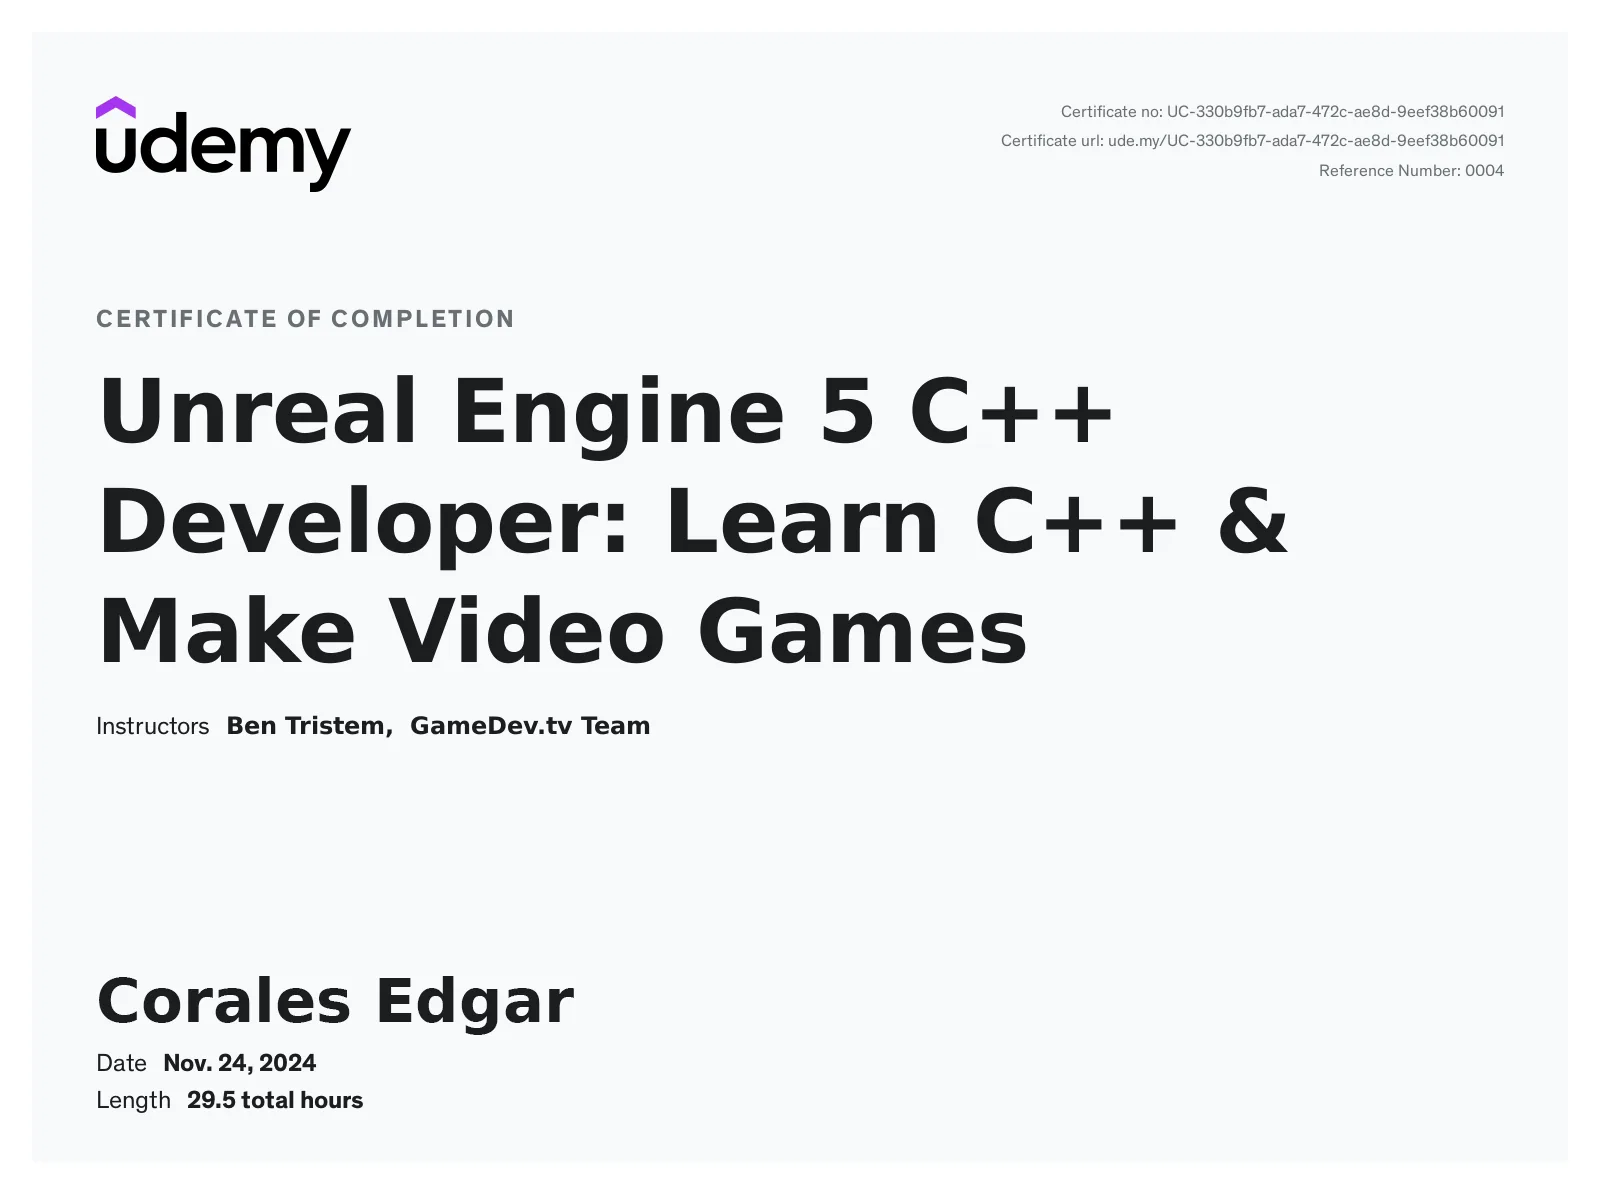 udemy
Certificate no: UC-330b9fb7-ada7-472c-ae8d-9eef38b60091
Certificate url: ude.my/UC-330b9fb7-ada7-472c-ae8d-9eef38b60091
Reference Number: 0004
CERTIFICATE OF COMPLETION
Unreal Engine 5 C++
Developer: Learn C++ &
Make Video Games
Instructors Ben Tristem, GameDev.tv Team
Corales Edgar
Date Nov. 24, 2024
Length 29.5 total hours